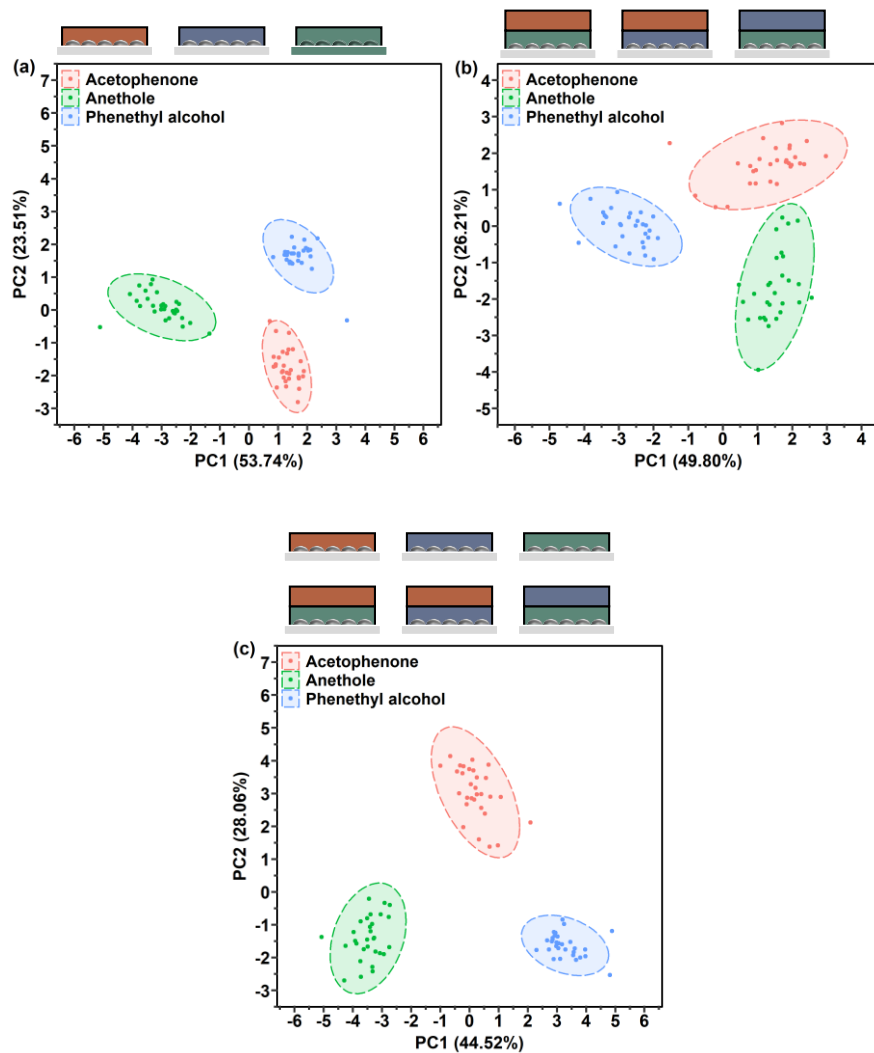 (a)
Acetophenone
Anethole
Phenethyl alcohol
7
6
5
4
3
2
1
0
-1
-2
-3
PC2 (23.51%)
-6 -5 -4 -3 -2 -1 0 1 2 3 4 5 6
PC1 (53.74%)
(b)
Acetophenone
Anethole
Phenethyl alcohol
4
3
2
1
0
-1
-2
-3
-4
-5
PC2 (26.21%)
-6 -5 -4 -3 -2 -1 0 1 2 3 4
PC1 (49.80%)
(c)
Acetophenone
Anethole
Phenethyl alcohol
7
6
5
4
3
2
1
0
-1
-2
-3
PC2 (28.06%)
-6 -5 -4 -3 -2 -1 0 1 2 3 4 5 6
PC1 (44.52%)